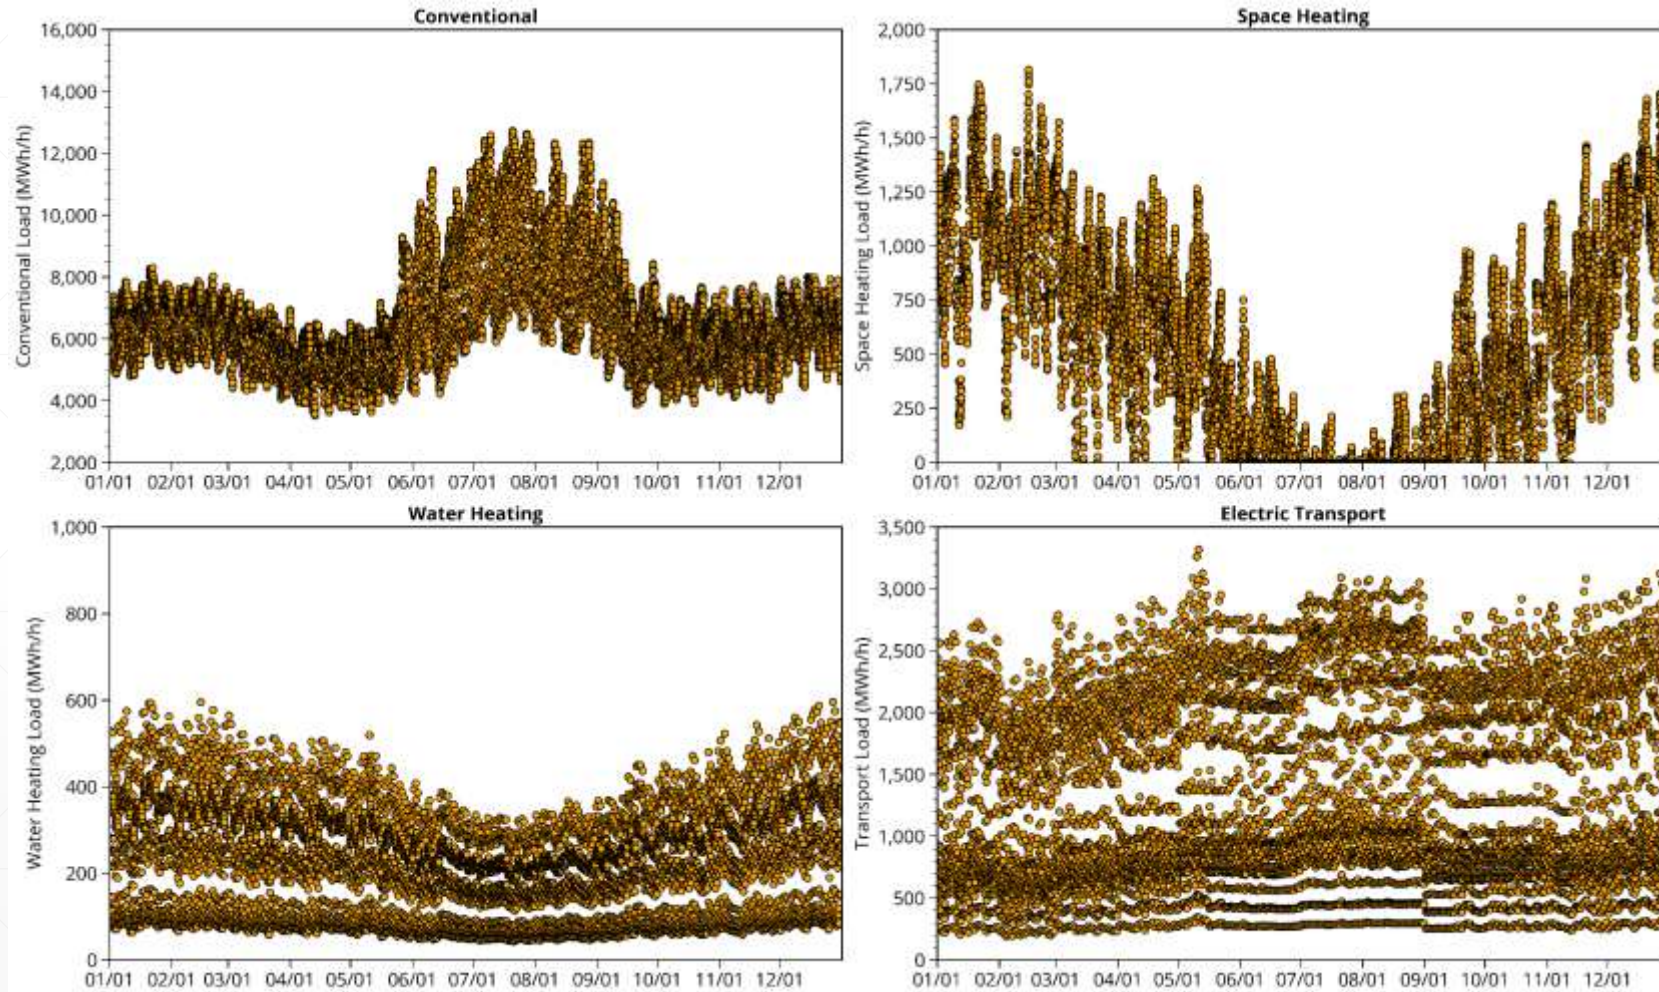 Conventional
16,000
14,000
12,000
10,000
8,000
6,000
4,000
2,000
Conventional Load (MWh/h)
01/01 02/01 03/01 04/01 05/01 06/01 07/01 08/01 09/01 10/01 11/01 12/01
Space Heating
2,000
1,750
1,500
1,250
1,000
750
500
250
0
Space Heating Load (MWh/h)
01/01 02/01 03/01 04/01 05/01 06/01 07/01 08/01 09/01 10/01 11/01 12/01
Water Heating
1,000
800
600
400
200
0
Water Heating Load (MWh/h)
01/01 02/01 03/01 04/01 05/01 06/01 07/01 08/01 09/01 10/01 11/01 12/01
Electric Transport
3,500
3,000
2,500
2,000
1,500
1,000
500
0
Transport Load (MWh/h)
01/01 02/01 03/01 04/01 05/01 06/01 07/01 08/01 09/01 10/01 11/01 12/01